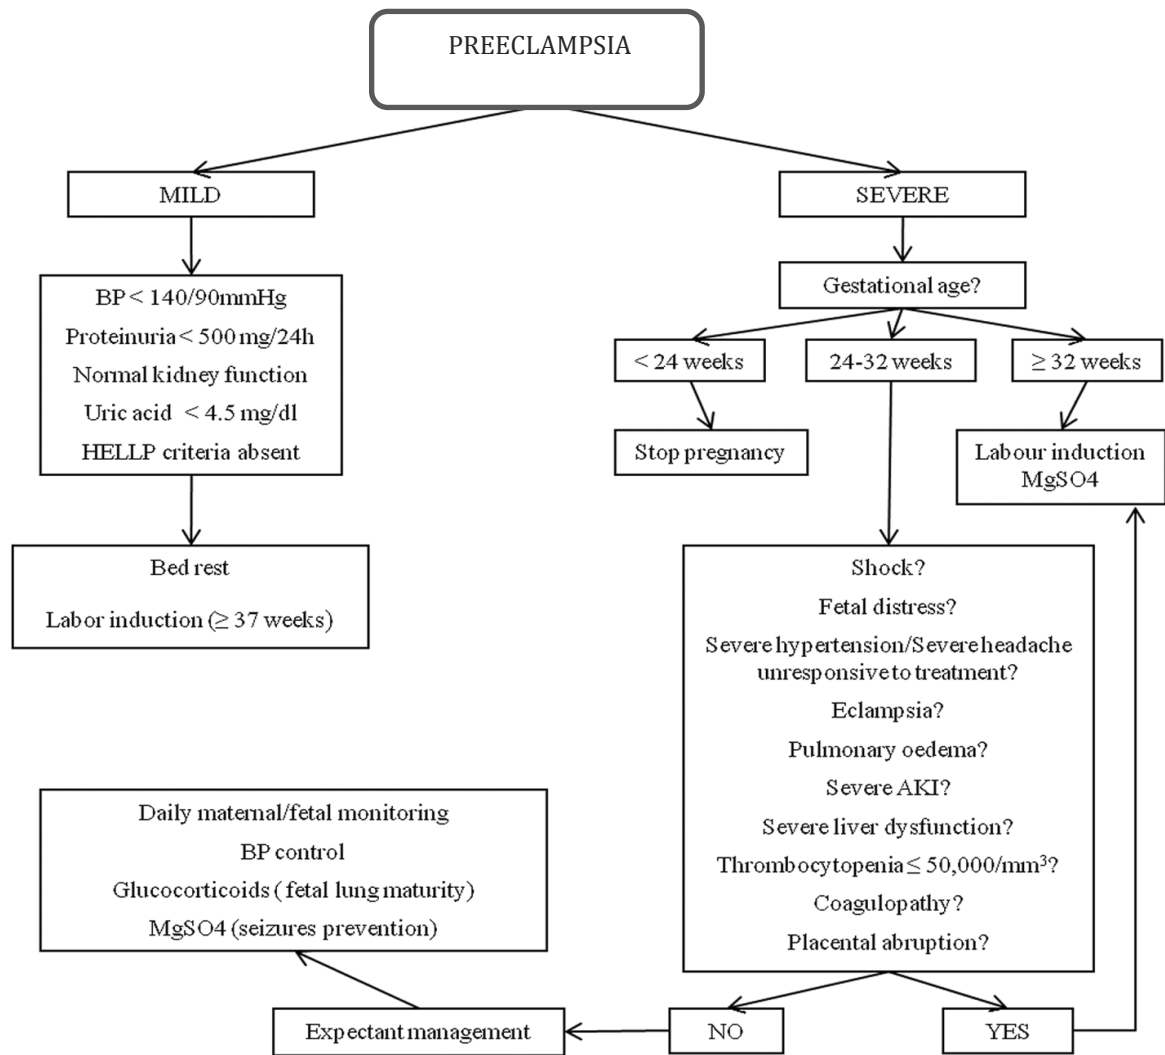 PREECLAMPSIA
MILD
SEVERE
BP < 140/90mmHg
Proteinuria < 500 mg/24h
Normal kidney function
Uric acid < 4.5 mg/dl
HELLP criteria absent
Gestational age?
< 24 weeks
24-32 weeks
≥ 32 weeks
Stop pregnancy
Labour induction
MgSO4
Bed rest
Labor induction (≥ 37 weeks)
Shock?
Fetal distress?
Severe hypertension/Severe headache
unresponsive to treatment?
Eclampsia?
Pulmonary oedema?
Severe AKI?
Severe liver dysfunction?
Thrombocytopenia ≤ 50,000/mm³?
Coagulopathy?
Placental abruption?
Daily maternal/fetal monitoring
BP control
Glucocorticoids ( fetal lung maturity)
MgSO4 (seizures prevention)
Expectant management
NO
YES